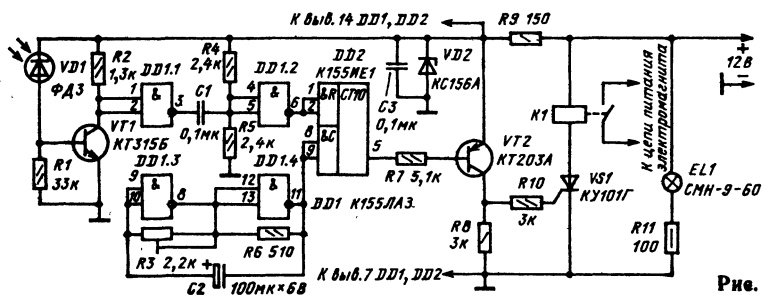 К выв. 14 DD1, DD2
R9 150
R2
1,3к
DD1.1
R4
2,4к
DD1.2
DD2
К155ИЕ1
VD2
КС156А
VD1
ФД3
1
2
&
3
C1
0,1мк
4
5
&
6
1
2
&R
CT10
8
9
&C
5
C3
0,1мк
+
12В
-
К цепи питания
электромагнита
K1
VT1
КТ315Б
R5
2,4к
R1
33к
DD1.3
9
10
&
8
DD1.4
12
13
&
11
DD1 К155ЛА3
R7 5,1к
VT2
КТ203А
R10
3к
VS1
КУ101Г
EL1
СМН-9-60
R8
3к
R11
100
R3 2,2к
R6 510
+
C2
100мк×6В
К выв. 7 DD1, DD2
Рис.